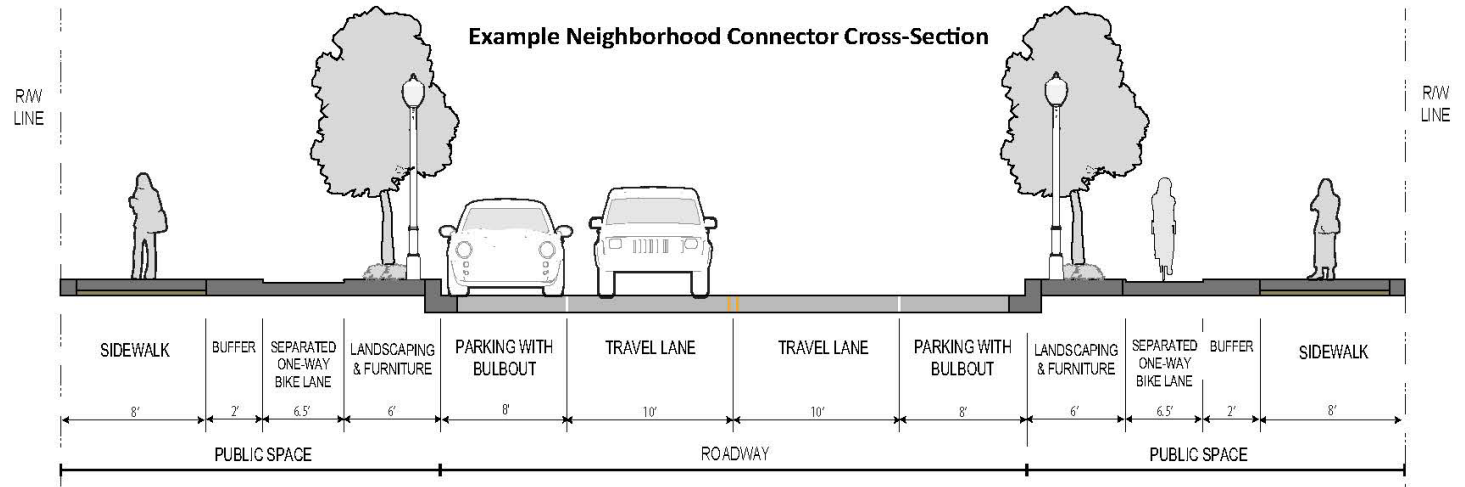 Example Neighborhood Connector Cross-Section
R/W
LINE
R/W
LINE
SIDEWALK
BUFFER
SEPARATED
ONE-WAY
BIKE LANE
LANDSCAPING
& FURNITURE
PARKING WITH
BULBOUT
TRAVEL LANE
TRAVEL LANE
PARKING WITH
BULBOUT
LANDSCAPING
& FURNITURE
SEPARATED
ONE-WAY
BIKE LANE
BUFFER
SIDEWALK
8' 2' 6.5' 6' 8' 10' 10' 8' 6' 6.5' 2' 8'
PUBLIC SPACE
ROADWAY
PUBLIC SPACE